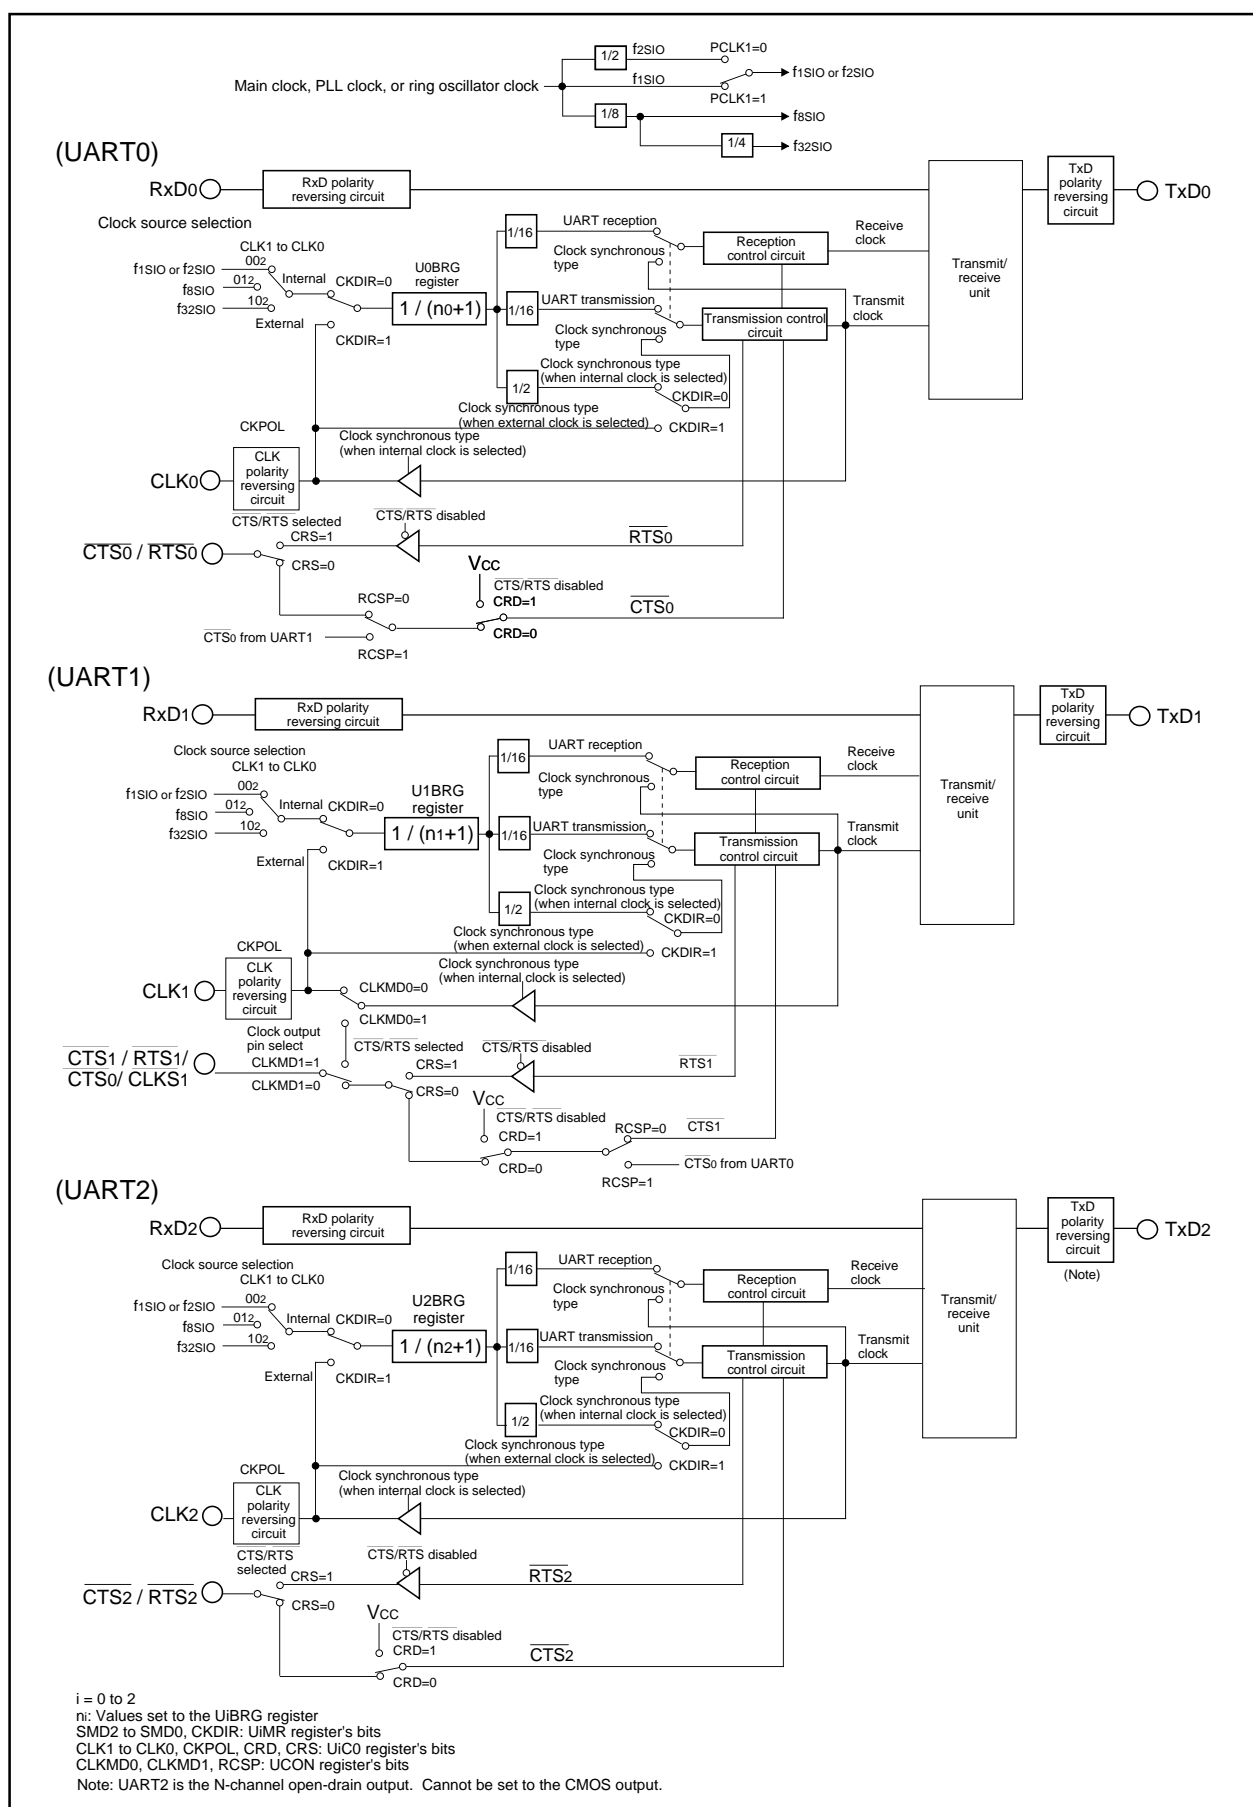 f2SIO
PCLK1=0
1/2
Main clock, PLL clock, or ring oscillator clock
f1SIO
f1SIO or f2SIO
PCLK1=1
1/8
f8SIO
1/4
f32SIO
(UART0)
RxD0
RxD polarity
reversing circuit
TxD
polarity
reversing
circuit
TxD0
Clock source selection
1/16
UART reception
Reception
control circuit
Receive
clock
Clock synchronous
type
CLK1 to CLK0
f1SIO or f2SIO
002
f8SIO
012
f32SIO
102
Internal
CKDIR=0
External
CKDIR=1
U0BRG
register
1 / (n0+1)
1/16
UART transmission
Transmission control
circuit
Transmit
clock
Transmit/
receive
unit
Clock synchronous
type
Clock synchronous type
(when internal clock is selected)
1/2
CKDIR=0
Clock synchronous type
(when external clock is selected)
CKDIR=1
CKPOL
Clock synchronous type
(when internal clock is selected)
CLK0
CLK
polarity
reversing
circuit
CTS/RTS selected
CTS/RTS disabled
CTS0 / RTS0
CRS=1
CRS=0
RTS0
VCC
CTS/RTS disabled
RCSP=0
CRD=1
CTS0
CTS0 from UART1
CRD=0
RCSP=1
(UART1)
RxD1
RxD polarity
reversing circuit
TxD
polarity
reversing
circuit
TxD1
Clock source selection
1/16
UART reception
Reception
control circuit
Receive
clock
Clock synchronous
type
CLK1 to CLK0
f1SIO or f2SIO
002
f8SIO
012
f32SIO
102
Internal
CKDIR=0
External
CKDIR=1
U1BRG
register
1 / (n1+1)
1/16
UART transmission
Transmission
control circuit
Transmit
clock
Transmit/
receive
unit
Clock synchronous
type
Clock synchronous type
(when internal clock is selected)
1/2
CKDIR=0
Clock synchronous type
(when external clock is selected)
CKDIR=1
CKPOL
Clock synchronous type
(when internal clock is selected)
CLK1
CLK
polarity
reversing
circuit
CLKMD0=0
CLKMD0=1
Clock output
pin select
CTS/RTS selected
CTS/RTS disabled
CTS1 / RTS1/
CTS0/ CLKS1
CLKMD1=1
CLKMD1=0
CRS=1
CRS=0
RTS1
VCC
CTS/RTS disabled
CRD=1
RCSP=0
CTS1
CRD=0
CTS0 from UART0
RCSP=1
(UART2)
RxD2
RxD polarity
reversing circuit
TxD
polarity
reversing
circuit
TxD2
(Note)
Clock source selection
1/16
UART reception
Reception
control circuit
Receive
clock
Clock synchronous
type
CLK1 to CLK0
f1SIO or f2SIO
002
f8SIO
012
f32SIO
102
Internal
CKDIR=0
External
CKDIR=1
U2BRG
register
1 / (n2+1)
1/16
UART transmission
Transmission
control circuit
Transmit
clock
Transmit/
receive
unit
Clock synchronous
type
Clock synchronous type
(when internal clock is selected)
1/2
CKDIR=0
Clock synchronous type
(when external clock is selected)
CKDIR=1
CKPOL
Clock synchronous type
(when internal clock is selected)
CLK2
CLK
polarity
reversing
circuit
CTS/RTS
selected
CTS/RTS disabled
CTS2 / RTS2
CRS=1
CRS=0
RTS2
VCC
CTS/RTS disabled
CRD=1
CTS2
CRD=0
i = 0 to 2
ni: Values set to the UiBRG register
SMD2 to SMD0, CKDIR: UiMR register's bits
CLK1 to CLK0, CKPOL, CRD, CRS: UiC0 register's bits
CLKMD0, CLKMD1, RCSP: UCON register's bits
Note: UART2 is the N-channel open-drain output. Cannot be set to the CMOS output.